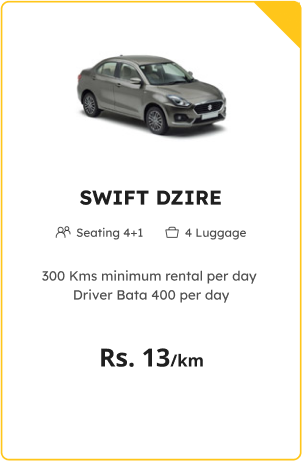 SWIFT DZIRE
Seating 4+1 4 Luggage
300 Kms minimum rental per day
Driver Bata 400 per day
Rs. 13/km